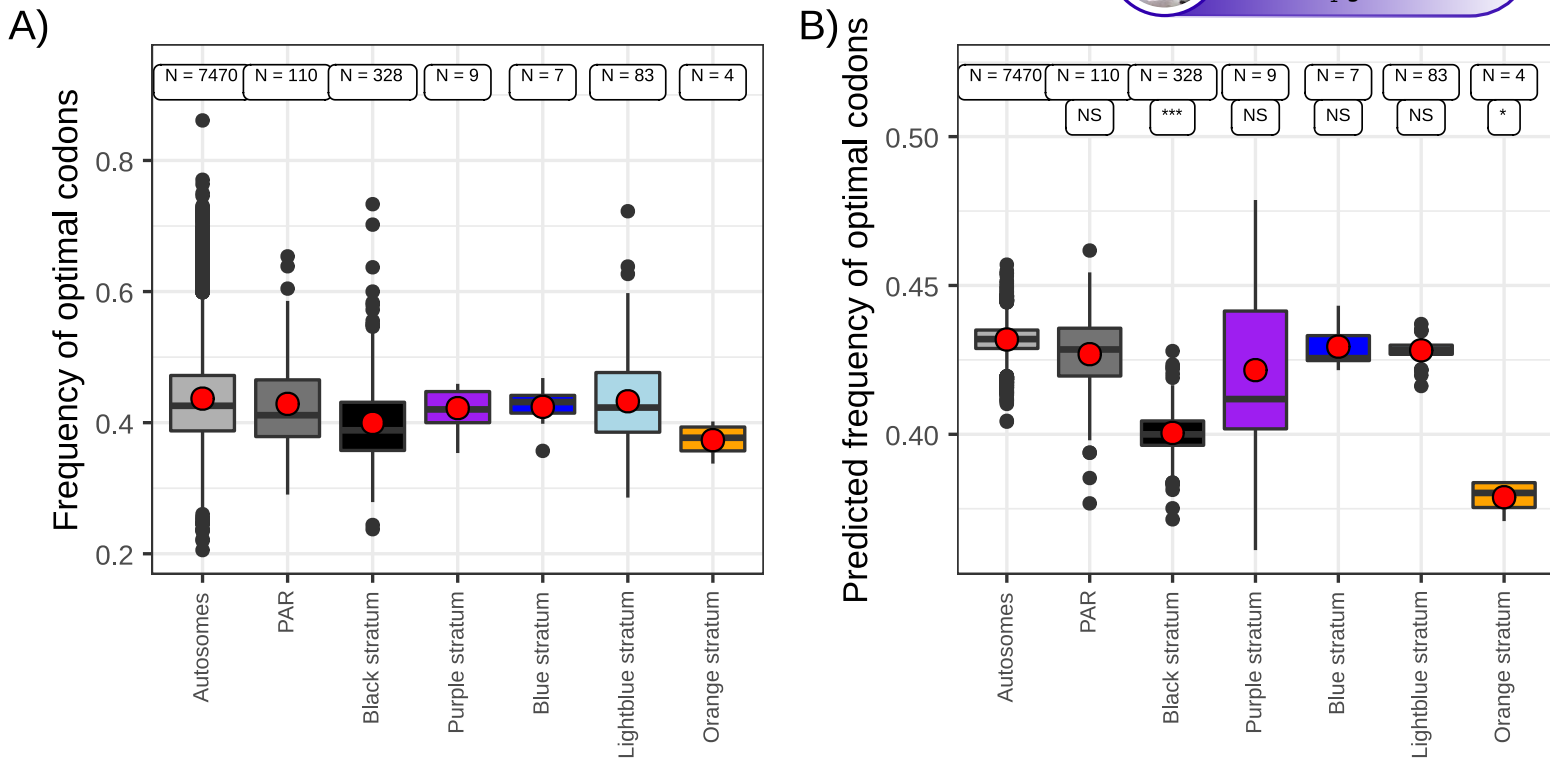 A)
Frequency of optimal codons
N = 7470
N = 110
N = 328
N = 9
N = 7
N = 83
N = 4
0.8
0.6
0.4
0.2
Autosomes
PAR
Black stratum
Purple stratum
Blue stratum
Lightblue stratum
Orange stratum
B)
Predicted frequency of optimal codons
N = 7470
N = 110
N = 328
N = 9
N = 7
N = 83
N = 4
NS
***
NS
NS
NS
*
0.50
0.45
0.40
Autosomes
PAR
Black stratum
Purple stratum
Blue stratum
Lightblue stratum
Orange stratum